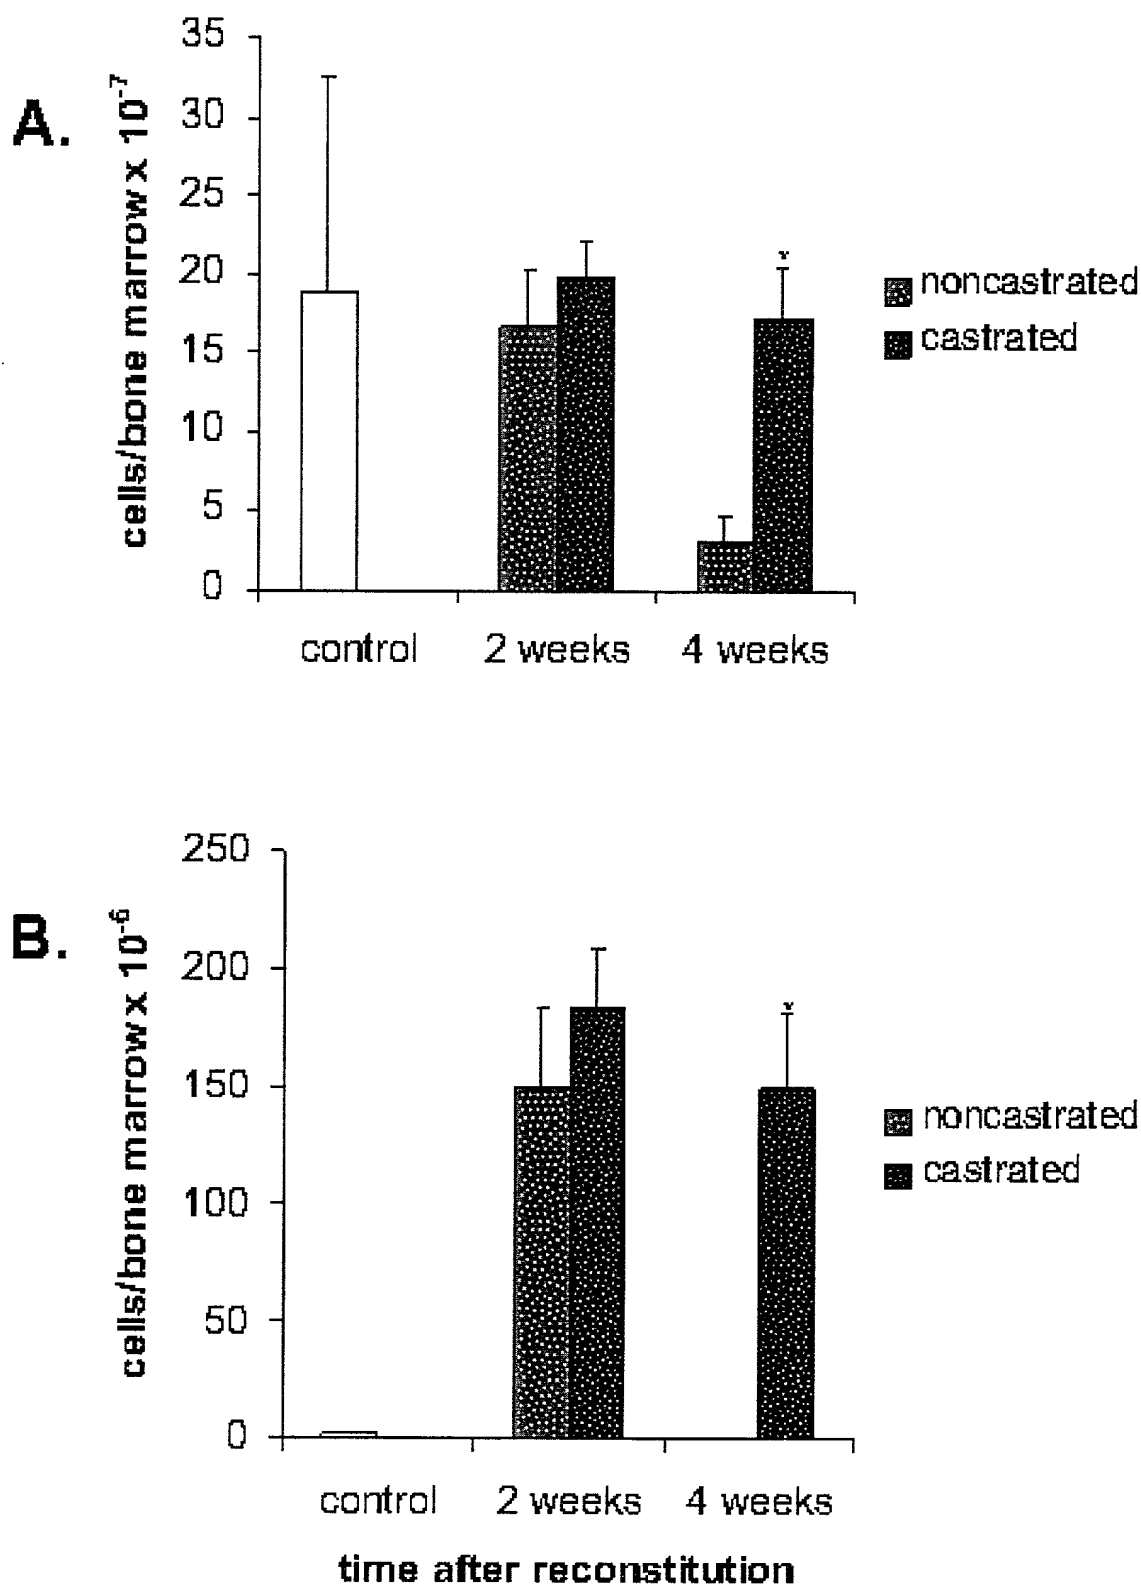 A.
cells/bone marrow x 10⁻⁷
35
30
25
20
15
10
5
0
*
noncastrated
castrated
control 2 weeks 4 weeks
B.
cells/bone marrow x 10⁻⁶
250
200
150
100
50
0
*
noncastrated
castrated
control 2 weeks 4 weeks
time after reconstitution